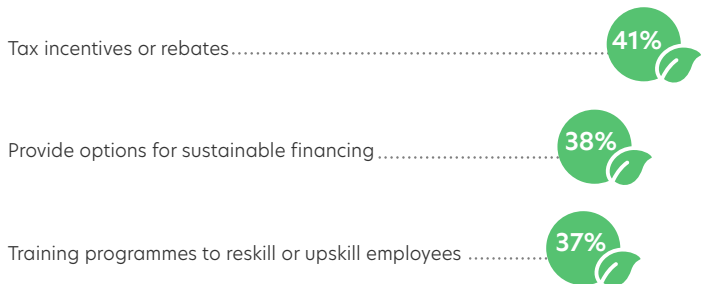 Tax incentives or rebates 41%
Provide options for sustainable financing 38%
Training programmes to reskill or upskill employees 37%